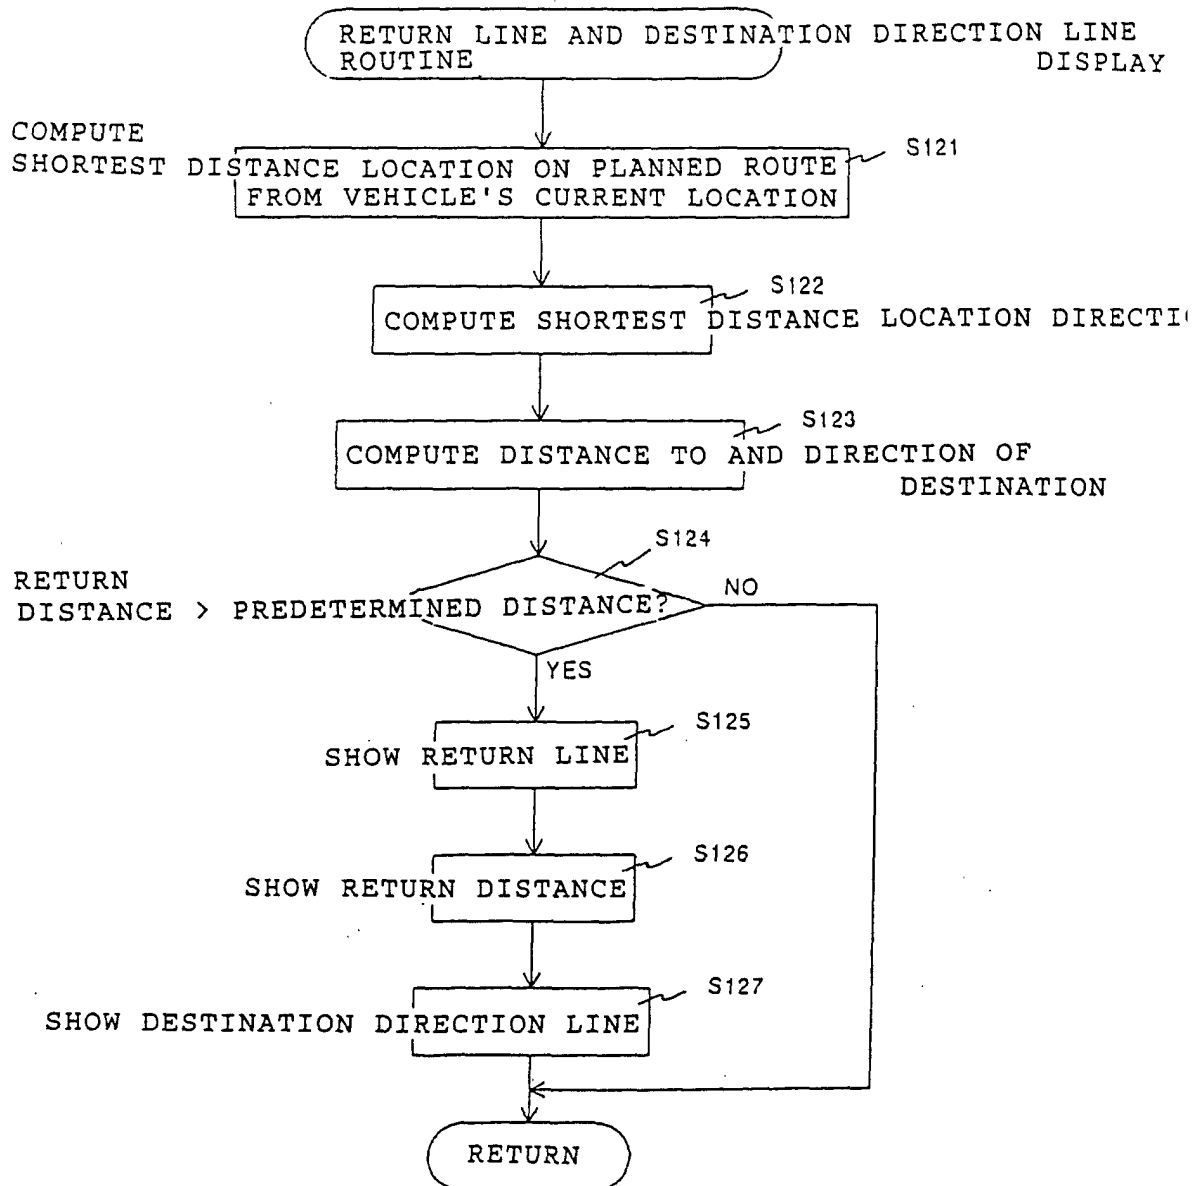 RETURN LINE AND DESTINATION DIRECTION LINE
ROUTINE
DISPLAY
COMPUTE
SHORTEST DISTANCE LOCATION ON PLANNED ROUTE
FROM VEHICLE'S CURRENT LOCATION
S121
S122
COMPUTE SHORTEST DISTANCE LOCATION DIRECTI
S123
COMPUTE DISTANCE TO AND DIRECTION OF
DESTINATION
S124
RETURN
DISTANCE > PREDETERMINED DISTANCE?
NO
YES
S125
SHOW RETURN LINE
S126
SHOW RETURN DISTANCE
S127
SHOW DESTINATION DIRECTION LINE
RETURN